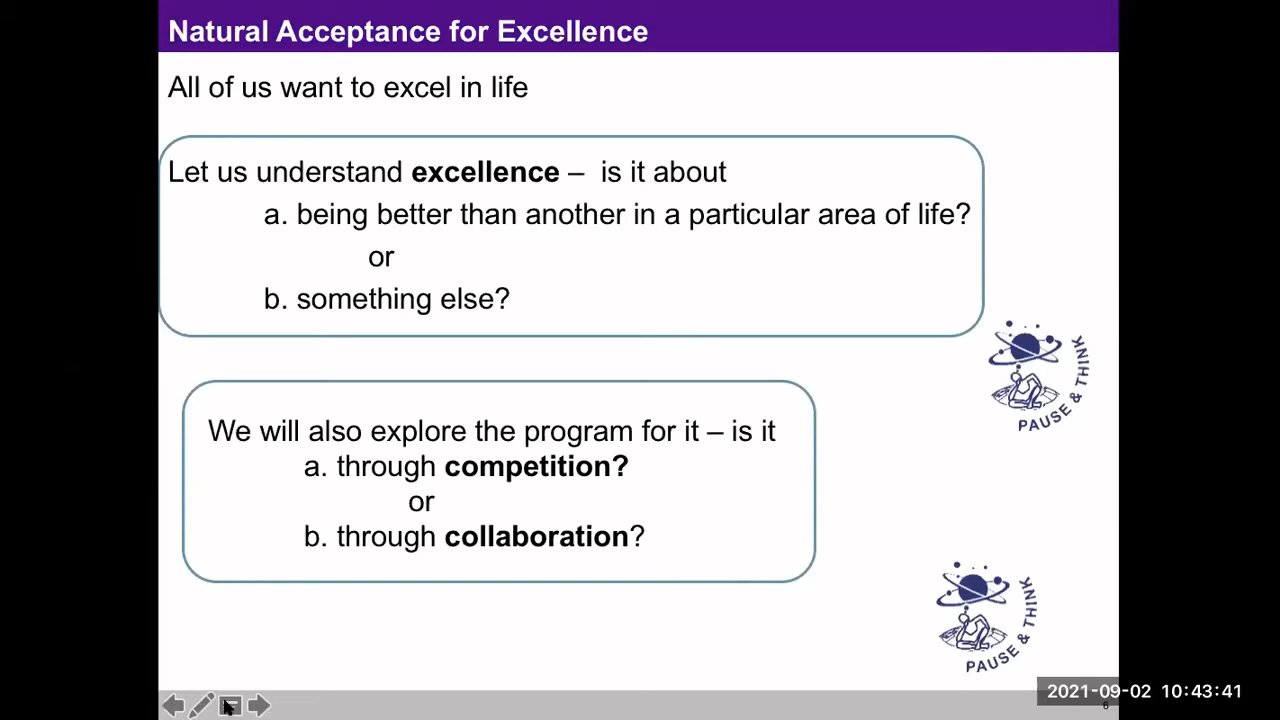 Natural Acceptance for Excellence
All of us want to excel in life
Let us understand excellence – is it about
a. being better than another in a particular area of life?
or
b. something else?
PAUSE & THINK
We will also explore the program for it – is it
a. through competition?
or
b. through collaboration?
PAUSE & THINK
2021-09-02 10:43:41
6